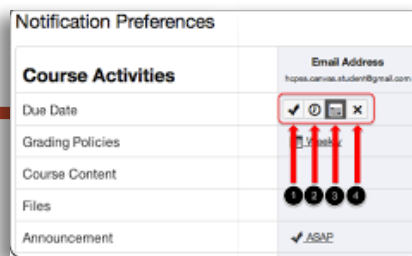 Notification Preferences
Course Activities
Email Address
hcpss.canvas.student@gmail.com
Due Date
Grading Policies
Weekly
Course Content
1 2 3 4
Files
Announcement
ASAP